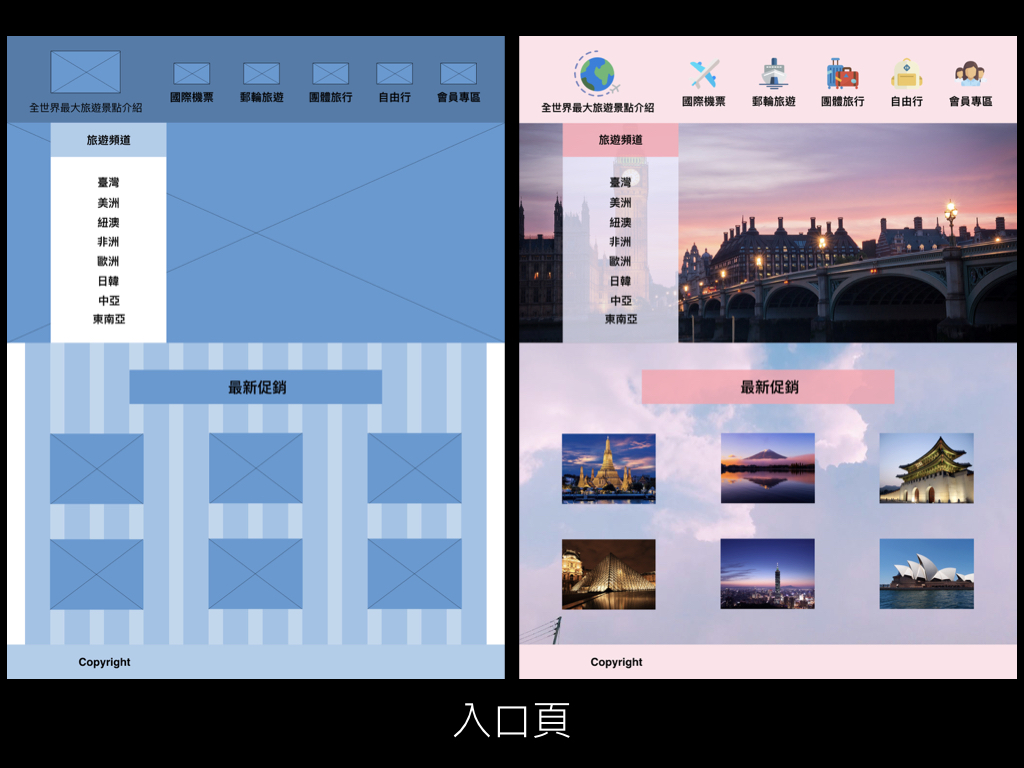 全世界最大旅遊景點介紹
國際機票
郵輪旅遊
團體旅行
自由行
會員專區
旅遊頻道
臺灣
美洲
紐澳
非洲
歐洲
日韓
中亞
東南亞
最新促銷
Copyright
全世界最大旅遊景點介紹
國際機票
郵輪旅遊
團體旅行
自由行
會員專區
旅遊頻道
臺灣
美洲
紐澳
非洲
歐洲
日韓
中亞
東南亞
最新促銷
Copyright
入口頁